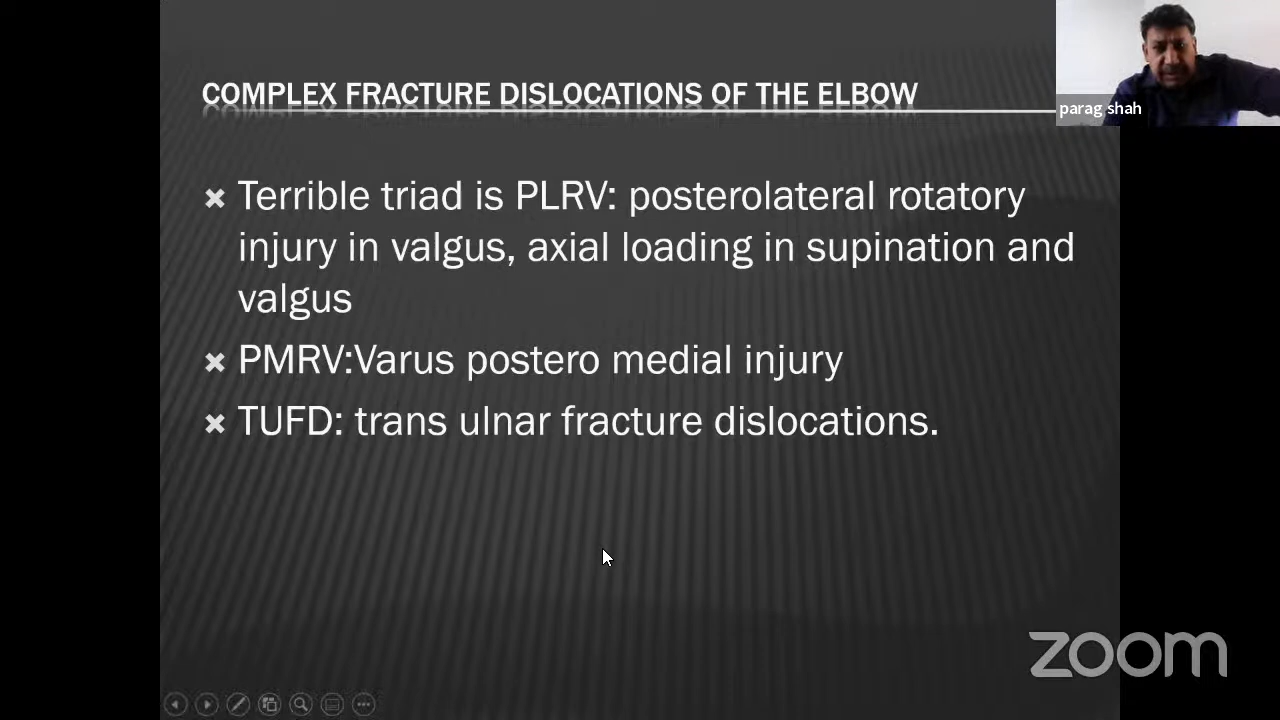 COMPLEX FRACTURE DISLOCATIONS OF THE ELBOW
parag shah
Terrible triad is PLRV: posterolateral rotatory
injury in valgus, axial loading in supination and
valgus
PMRV:Varus postero medial injury
TUFD: trans ulnar fracture dislocations.
zoom